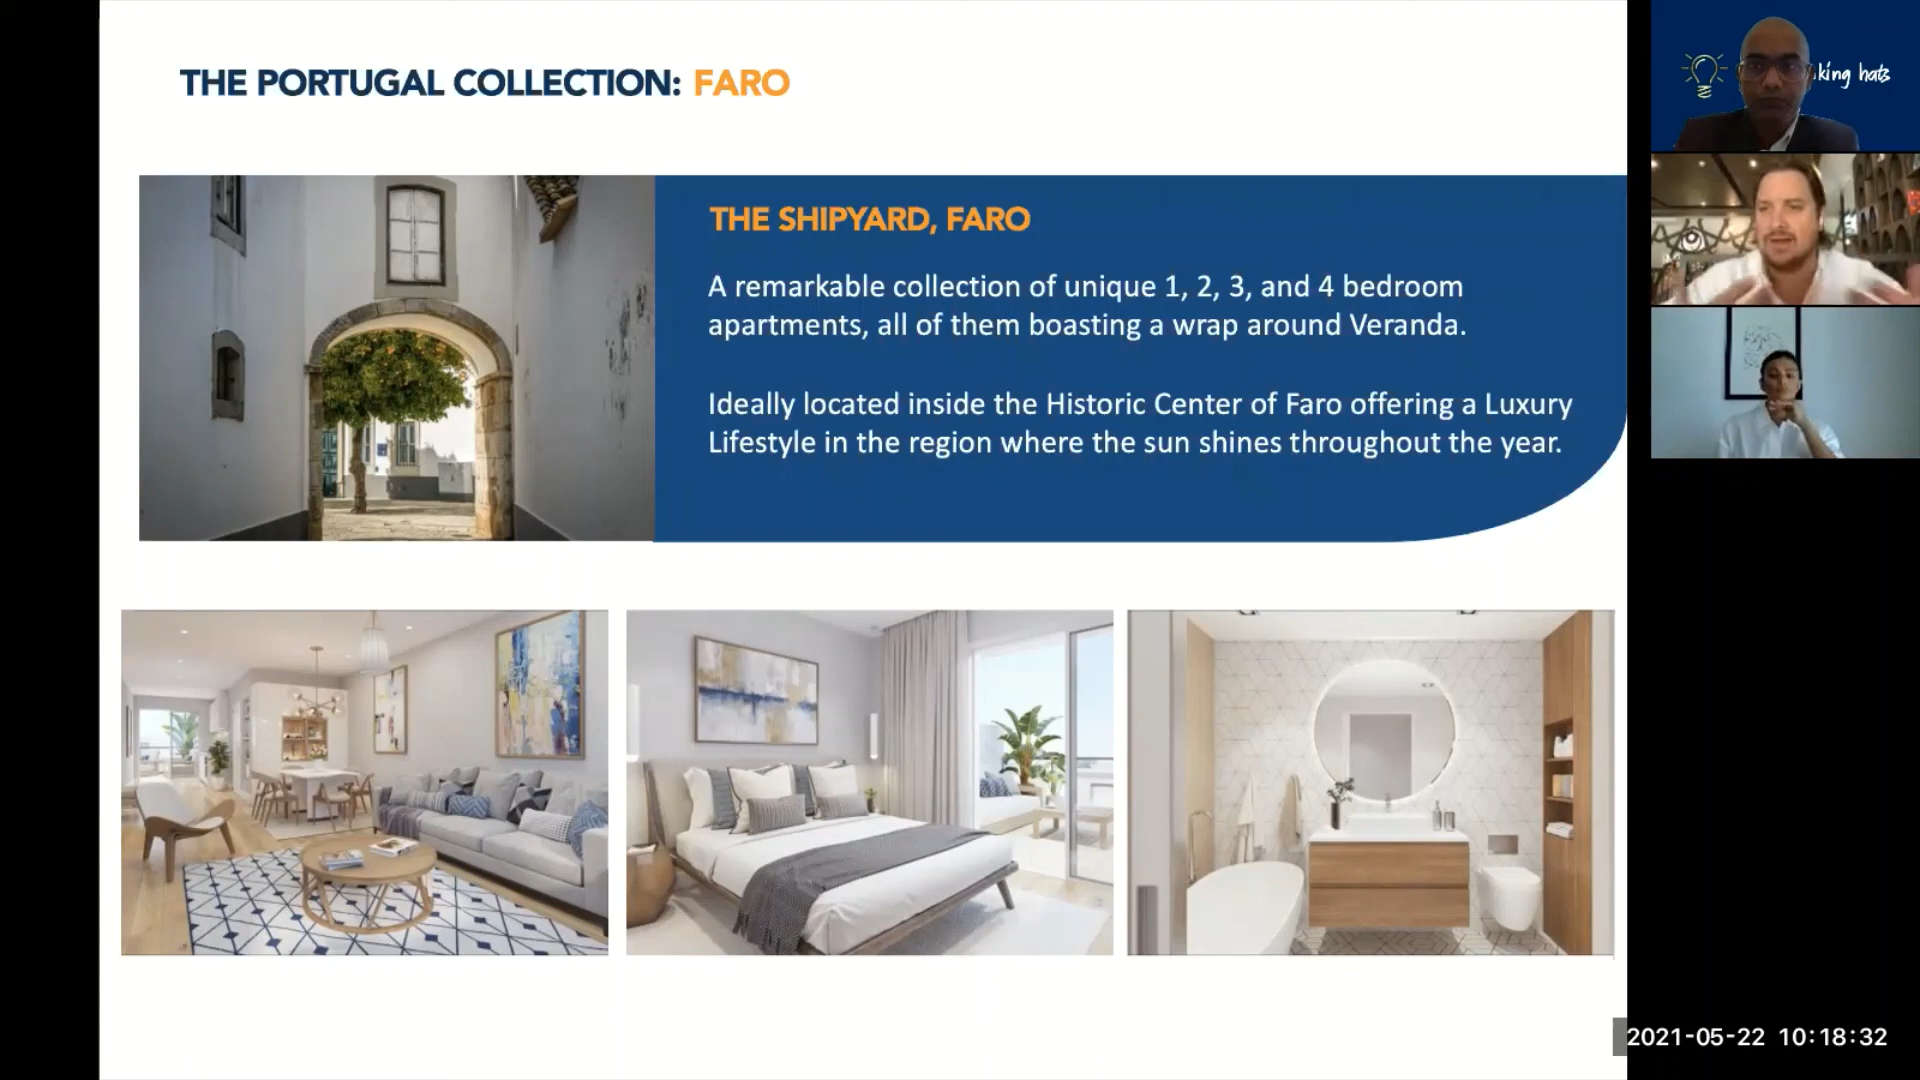 THE PORTUGAL COLLECTION: FARO
THE SHIPYARD, FARO
A remarkable collection of unique 1, 2, 3, and 4 bedroom
apartments, all of them boasting a wrap around Veranda.
Ideally located inside the Historic Center of Faro offering a Luxury
Lifestyle in the region where the sun shines throughout the year.
king hats
2021-05-22 10:18:32